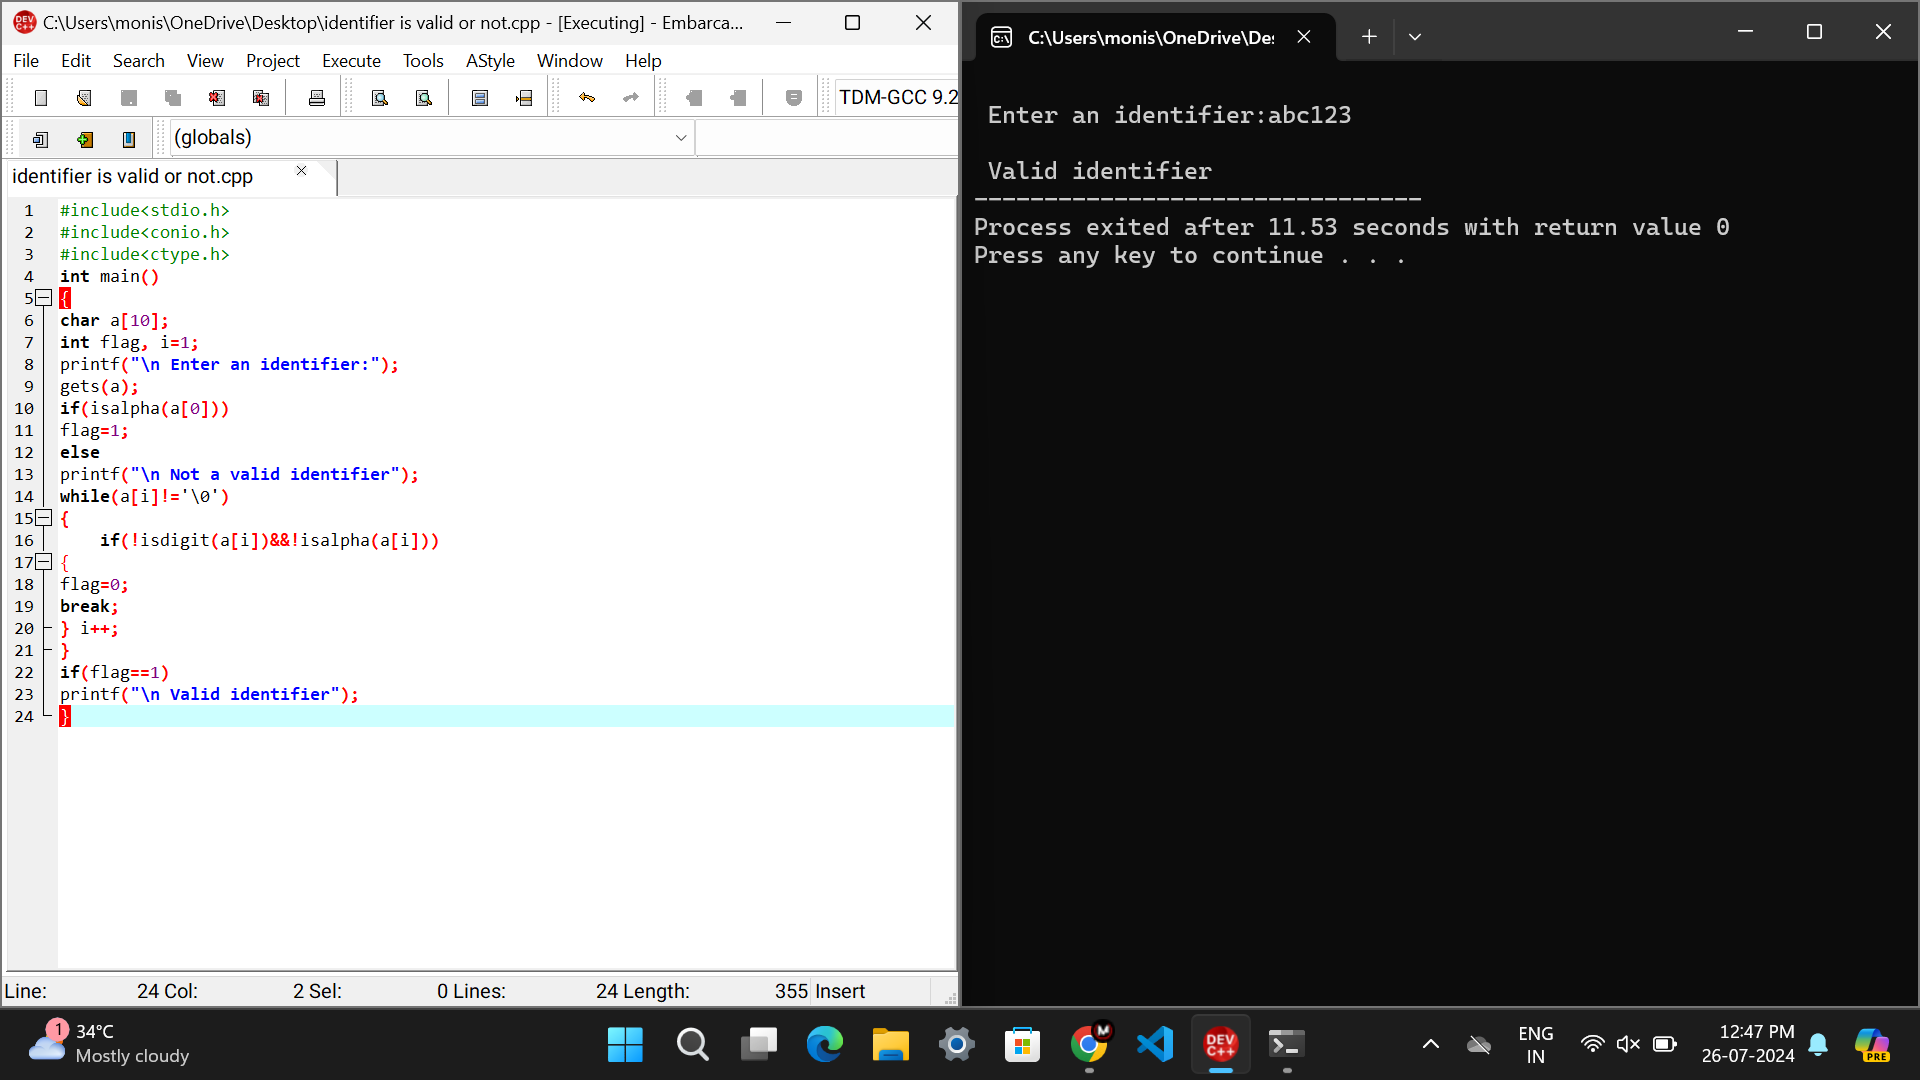 C:\Users\monis\OneDrive\Desktop\identifier is valid or not.cpp - [Executing] - Embarca...
File Edit Search View Project Execute Tools AStyle Window Help
TDM-GCC 9.2
(globals)
identifier is valid or not.cpp
1 #include<stdio.h>
2 #include<conio.h>
3 #include<ctype.h>
4 int main()
5 {
6 char a[10];
7 int flag, i=1;
8 printf("\n Enter an identifier:");
9 gets(a);
10 if(isalpha(a[0]))
11 flag=1;
12 else
13 printf("\n Not a valid identifier");
14 while(a[i]!='\0')
15 {
16     if(!isdigit(a[i])&&!isalpha(a[i]))
17 {
18 flag=0;
19 break;
20 } i++;
21 }
22 if(flag==1)
23 printf("\n Valid identifier");
24 }
Line: 24 Col: 2 Sel: 0 Lines: 24 Length: 355 Insert
C:\Users\monis\OneDrive\De
Enter an identifier:abc123
Valid identifier
--------------------------------
Process exited after 11.53 seconds with return value 0
Press any key to continue . . .
1
34°C
Mostly cloudy
M
DEV C++
ENG
IN
12:47 PM
26-07-2024
PRE